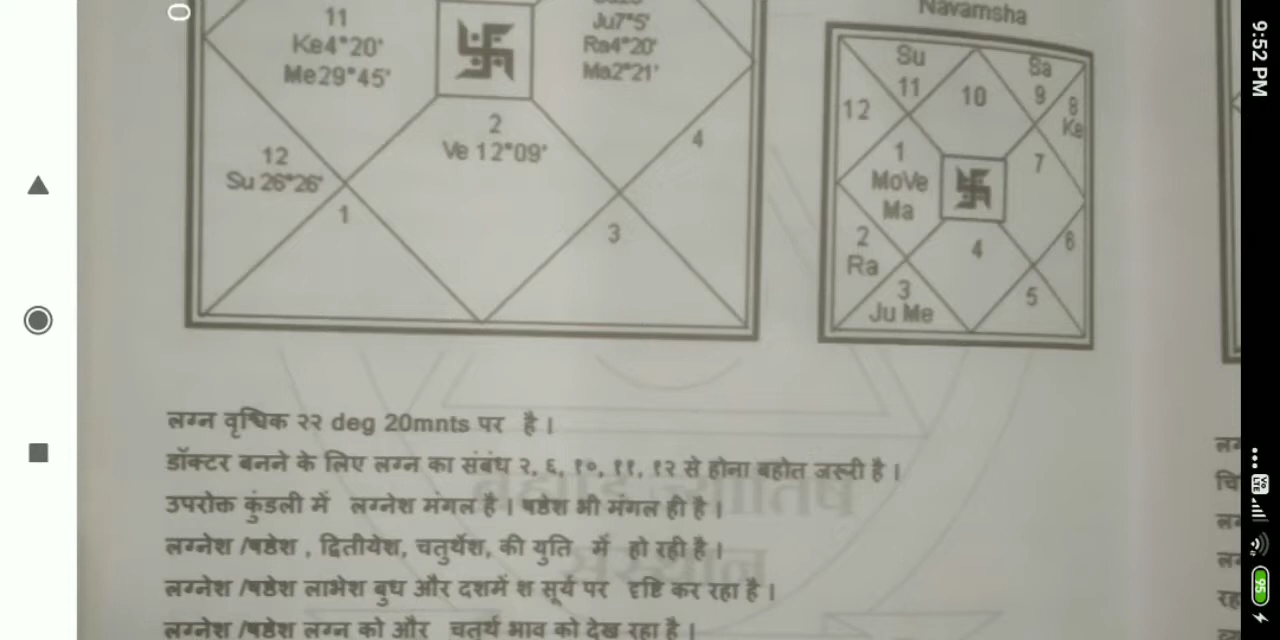 Navamsha
11
Ke4°20'
Me29°45'
Ju7°5'
Ra4°20'
Ma2°21'
12
Su 26°26'
2
Ve 12°09'
4
1
3
Su
11
10
Sa
9
8
Ke
12
1
MoVe
Ma
7
2
Ra
4
6
3
Ju Me
5
लग्न वृश्चिक २२ deg 20mnts पर है ।
डॉक्टर बनने के लिए लग्न का संबंध २, ६, १०, ११, १२ से होना बहोत जरूरी है ।
उपरोक्त कुंडली में लग्नेश मंगल है । षष्ठेश भी मंगल ही है ।
लग्नेश /षष्ठेश , द्वितीयेश, चतुर्थेश, की युति में हो रही है ।
लग्नेश /षष्ठेश लाभेश बुध और दशमें श सूर्य पर दृष्टि कर रहा है ।
लग्नेश /षष्ठेश लग्न को और चतुर्थ भाव को देख रहा है ।
9:52 PM
95